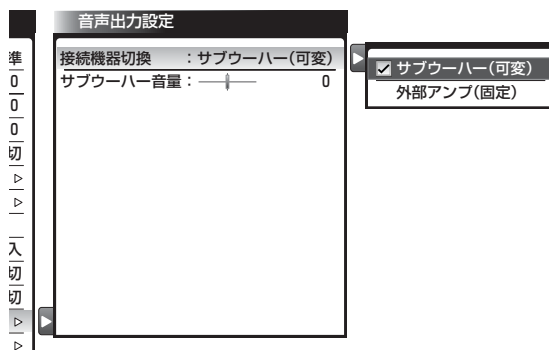 音声出力設定
準
0
0
0
切
▷
▷
入
切
切
▷
▷
接続機器切換 :サブウーハー(可変)
サブウーハー音量: 0
サブウーハー(可変)
外部アンプ(固定)